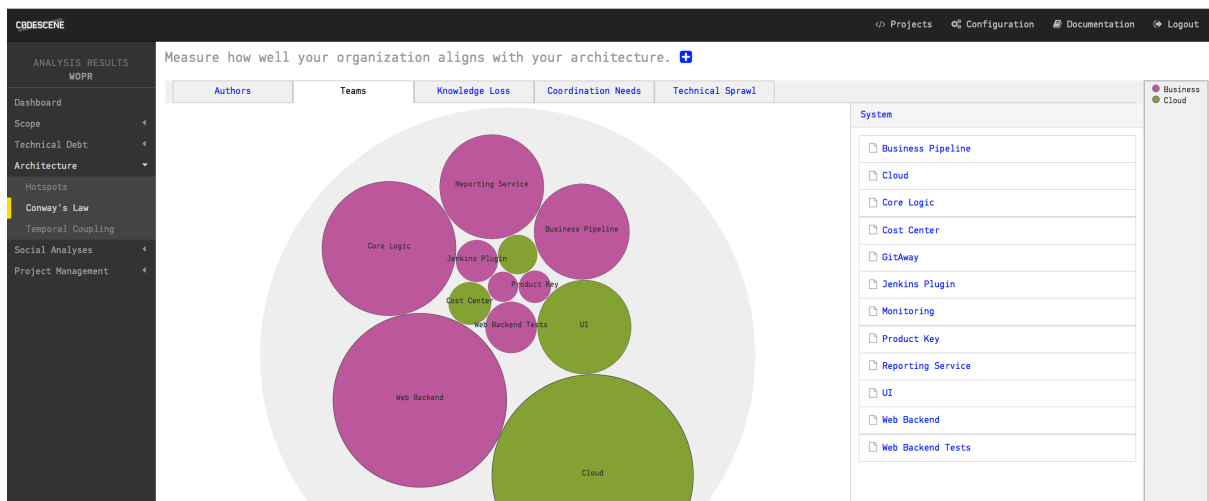 CODESCENE
Projects
Configuration
Documentation
Logout
ANALYSIS RESULTS
WOPR
Dashboard
Scope
Technical Debt
Architecture
Hotspots
Conway's Law
Temporal Coupling
Social Analyses
Project Management
Measure how well your organization aligns with your architecture.
Authors
Teams
Knowledge Loss
Coordination Needs
Technical Sprawl
Reporting Service
Business Pipeline
Core Logic
Jenkins Plugin
Product Key
Cost Center
Web Backend Tests
UI
Web Backend
Cloud
System
Business Pipeline
Cloud
Core Logic
Cost Center
GitAway
Jenkins Plugin
Monitoring
Product Key
Reporting Service
UI
Web Backend
Web Backend Tests
Business
Cloud